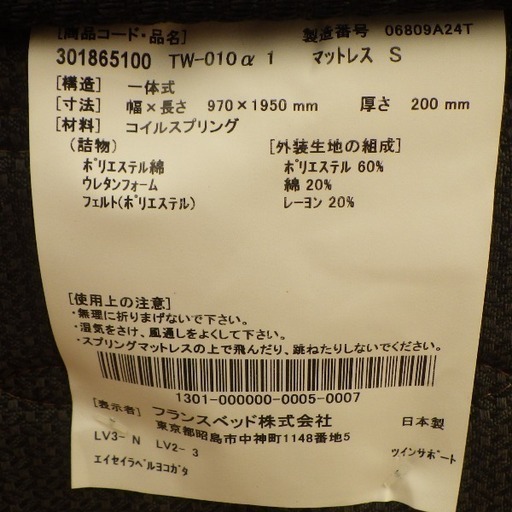 [商品コード・品名]　製造番号 06809A24T
301865100 TW-010α1　マットレス S
[構造]　一体式
[寸法]　幅×長さ　970×1950 mm　厚さ　200 mm
[材料]　コイルスプリング
(詰物)　[外装生地の組成]
ポリエステル綿　ポリエステル 60%
ウレタンフォーム　綿 20%
フェルト(ポリエステル)　レーヨン 20%
[使用上の注意]
・無理に折りまげないで下さい。
・湿気をさけ、風通しをよくして下さい。
・スプリングマットレスの上で飛んだり、跳ねたりしないでください。
1301-000000-0005-0007
[表示者] フランスベッド株式会社　日本製
東京都昭島市中神町1148番地5
LV3- N　LV2- 3　ツインサポート
エイセイラベルヨコガタ